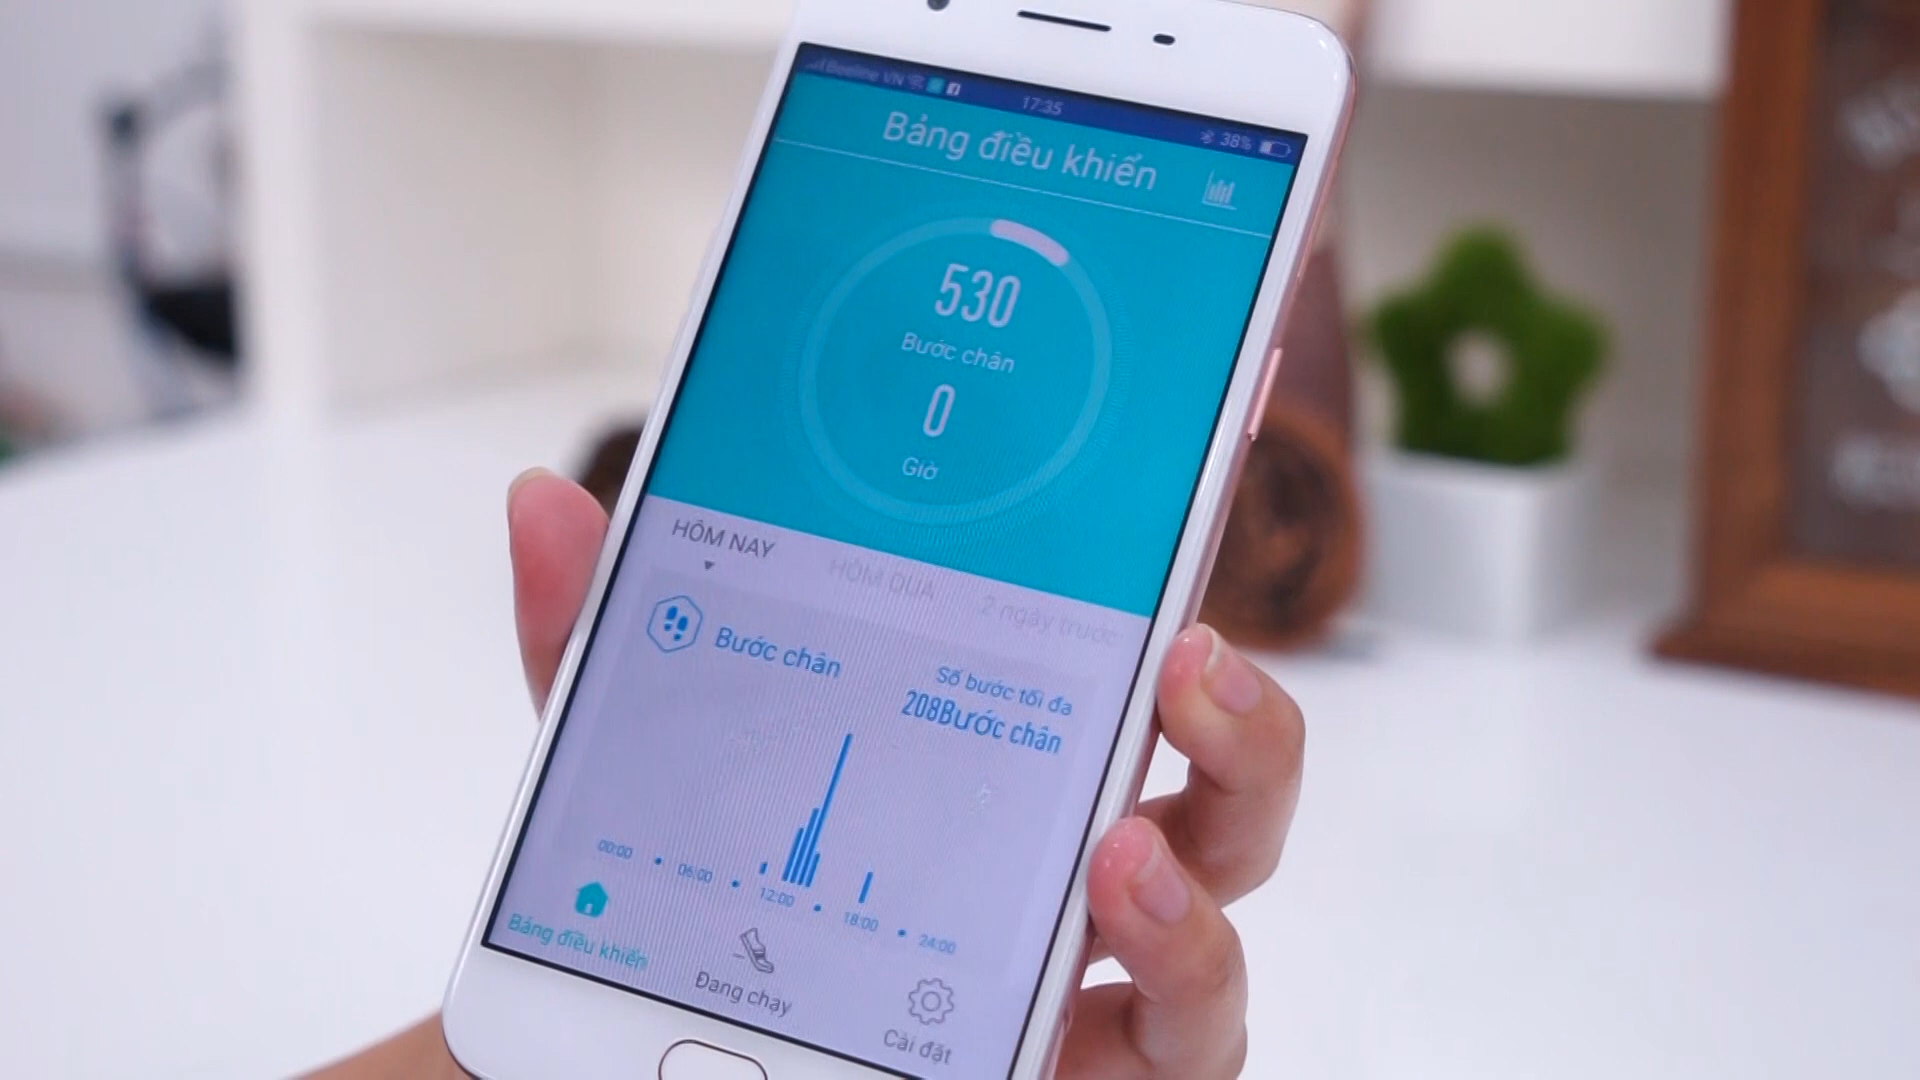 Beeline VN
17:35
38%
Bảng điều khiển
530
Bước chân
0
Giờ
HÔM NAY
HÔM QUA
2 ngày trước
Bước chân
Số bước tối đa
208Bước chân
00:00
06:00
12:00
18:00
24:00
Bảng điều khiển
Đang chạy
Cài đặt